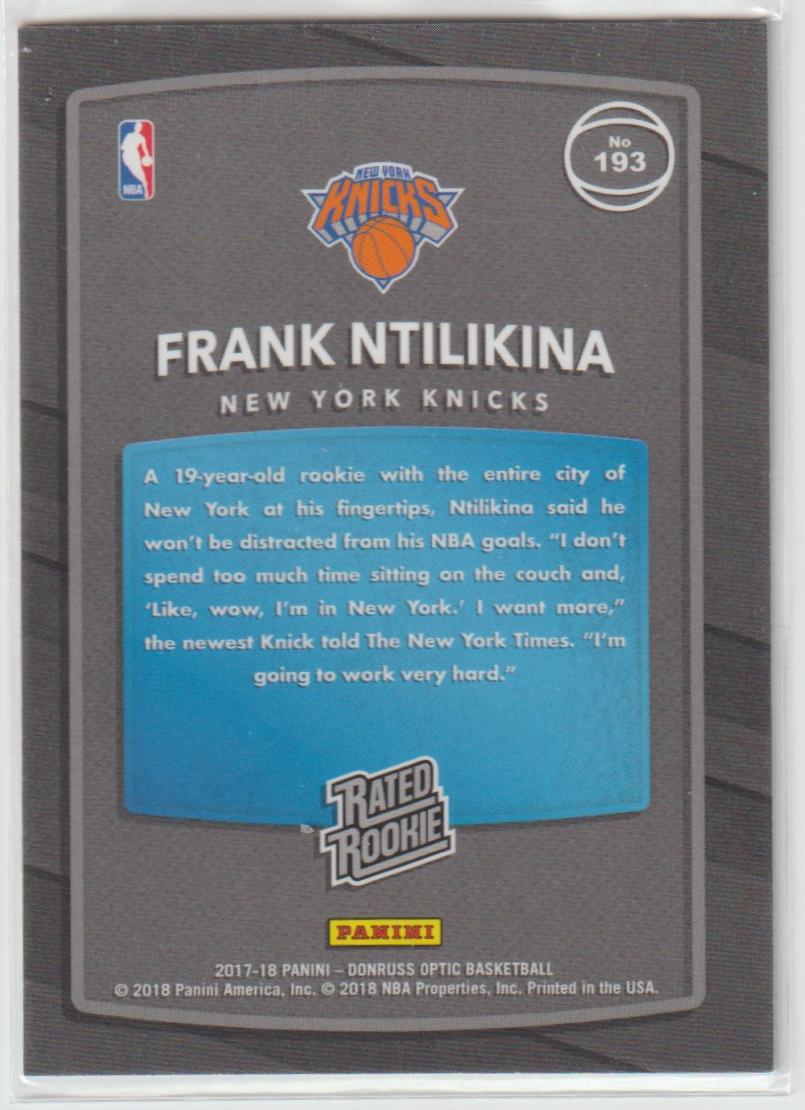 NBA
No
193
NEW YORK
KNICKS
FRANK NTILIKINA
NEW YORK KNICKS
A 19-year-old rookie with the entire city of
New York at his fingertips, Ntilikina said he
won't be distracted from his NBA goals. “I don't
spend too much time sitting on the couch and,
‘Like, wow, I'm in New York.’ I want more,”
the newest Knick told The New York Times. “I'm
going to work very hard.”
RATED
ROOKIE
PANINI
2017-18 PANINI – DONRUSS OPTIC BASKETBALL
© 2018 Panini America, Inc. © 2018 NBA Properties, Inc. Printed in the USA.